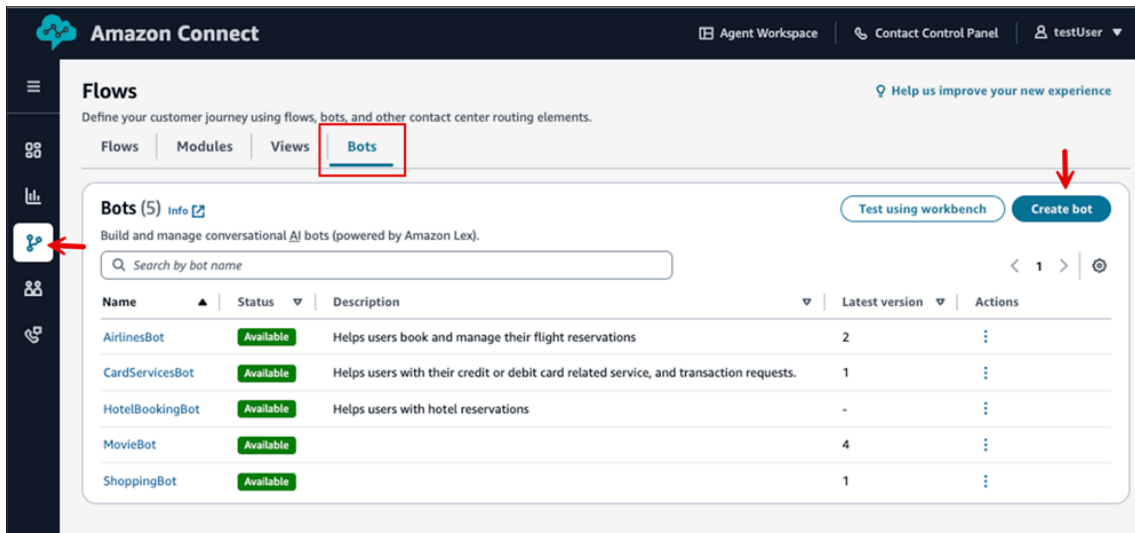 Amazon Connect
Agent Workspace
Contact Control Panel
testUser
Flows
Help us improve your new experience
Define your customer journey using flows, bots, and other contact center routing elements.
Flows Modules Views Bots
Bots (5) Info
Test using workbench
Create bot
Build and manage conversational AI bots (powered by Amazon Lex).
Search by bot name
1
Name Status Description Latest version Actions
AirlinesBot Available Helps users book and manage their flight reservations 2
CardServicesBot Available Helps users with their credit or debit card related service, and transaction requests. 1
HotelBookingBot Available Helps users with hotel reservations -
MovieBot Available 4
ShoppingBot Available 1